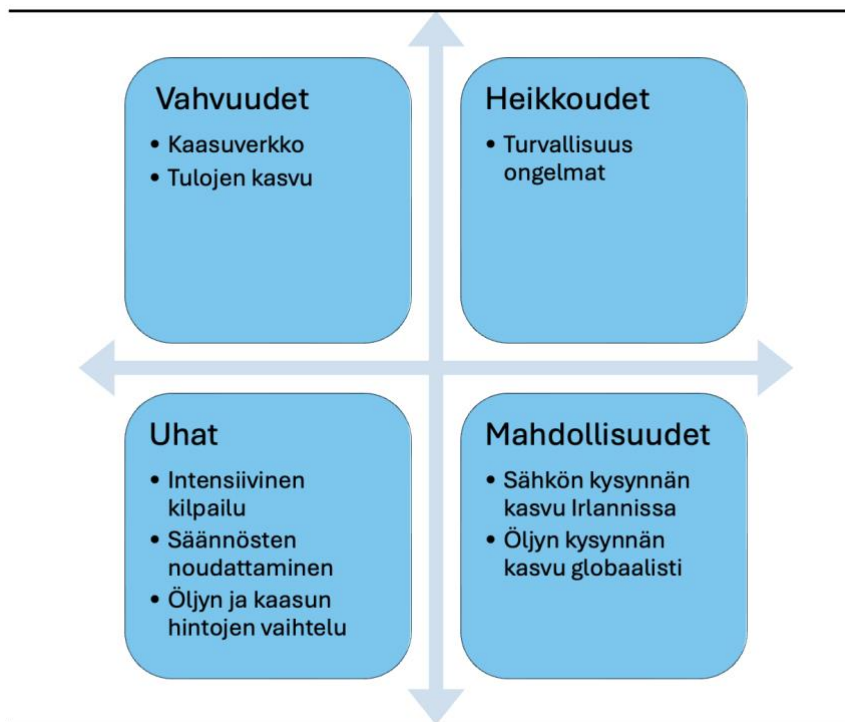 Vahvuudet
• Kaasuverkko
• Tulojen kasvu
Heikkoudet
• Turvallisuus
ongelmat
Uhat
• Intensiivinen
kilpailu
• Säännösten
noudattaminen
• Öljyn ja kaasun
hintojen vaihtelu
Mahdollisuudet
• Sähkön kysynnän
kasvu Irlannissa
• Öljyn kysynnän
kasvu globaalisti